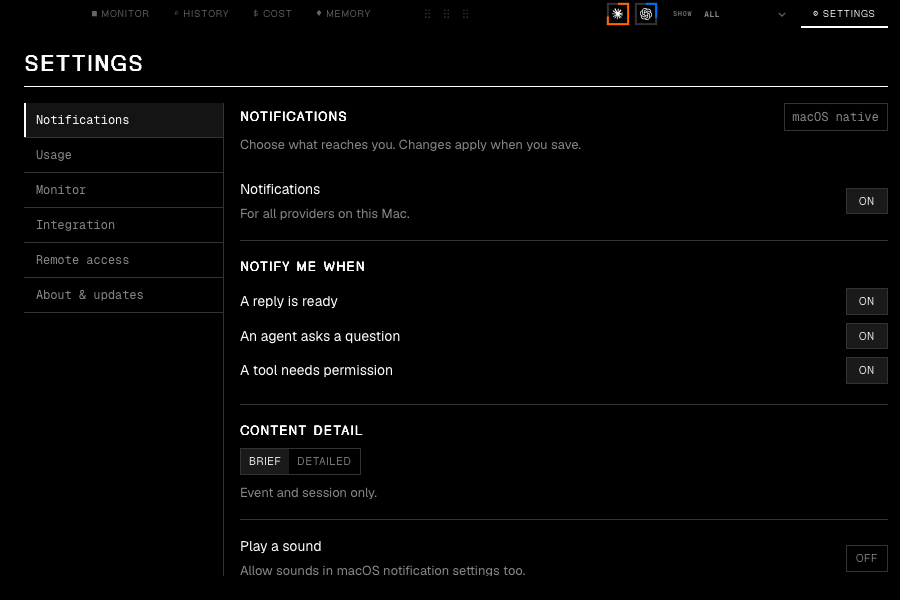 MONITOR
HISTORY
$ COST
MEMORY
SHOW
ALL
SETTINGS
SETTINGS
Notifications
Usage
Monitor
Integration
Remote access
About & updates
NOTIFICATIONS
macOS native
Choose what reaches you. Changes apply when you save.
Notifications
ON
For all providers on this Mac.
NOTIFY ME WHEN
A reply is ready
ON
An agent asks a question
ON
A tool needs permission
ON
CONTENT DETAIL
BRIEF
DETAILED
Event and session only.
Play a sound
OFF
Allow sounds in macOS notification settings too.